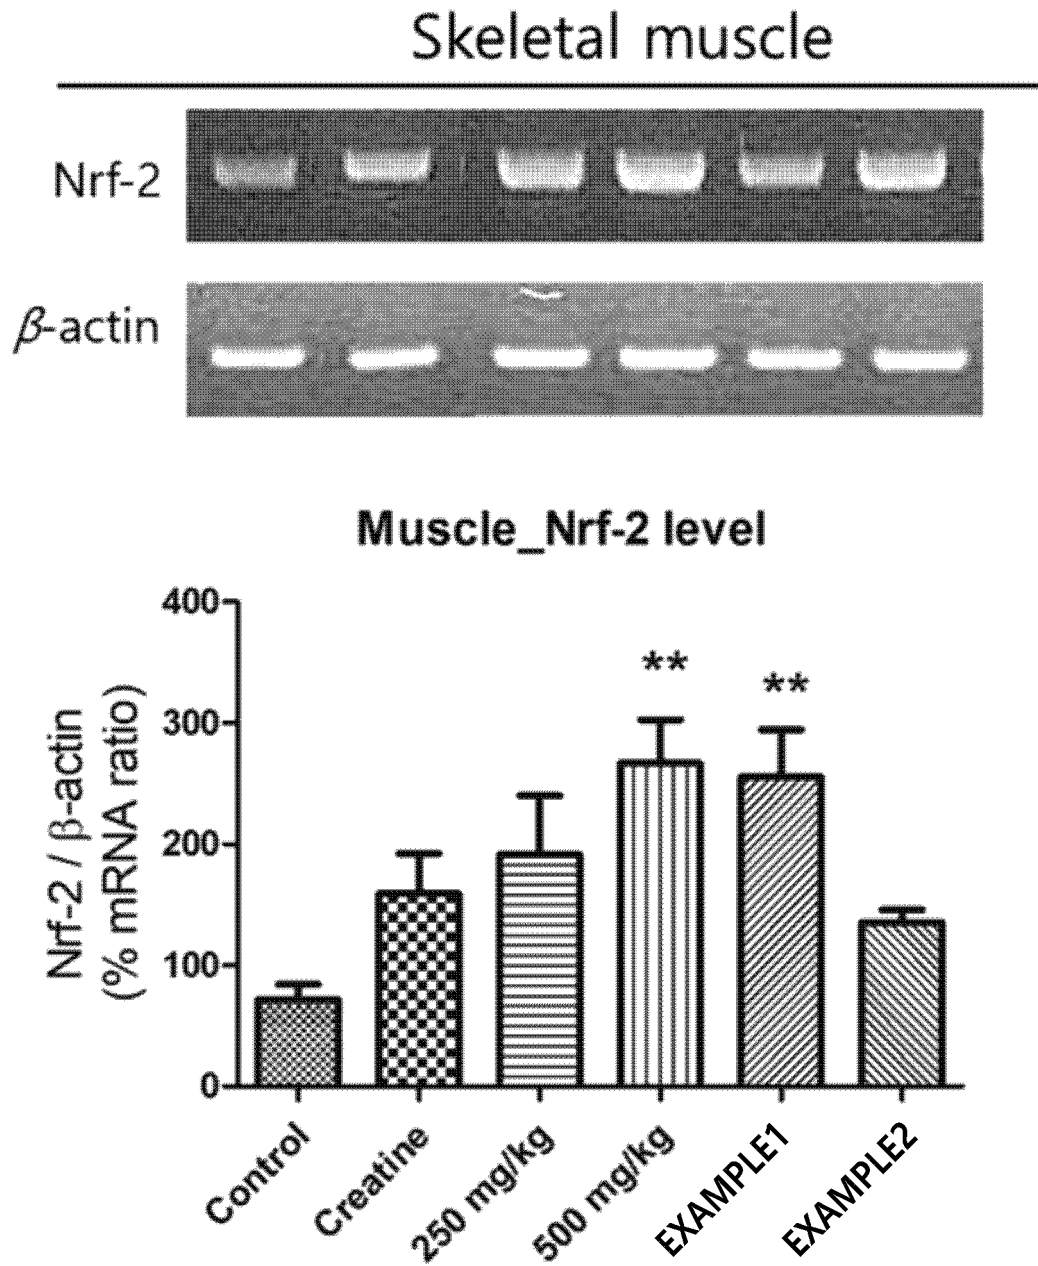 Skeletal muscle
Nrf-2
β-actin
Muscle_Nrf-2 level
Nrf-2 / β-actin
(% mRNA ratio)
400
300
200
100
0
**
**
Control
Creatine
250 mg/kg
500 mg/kg
EXAMPLE1
EXAMPLE2